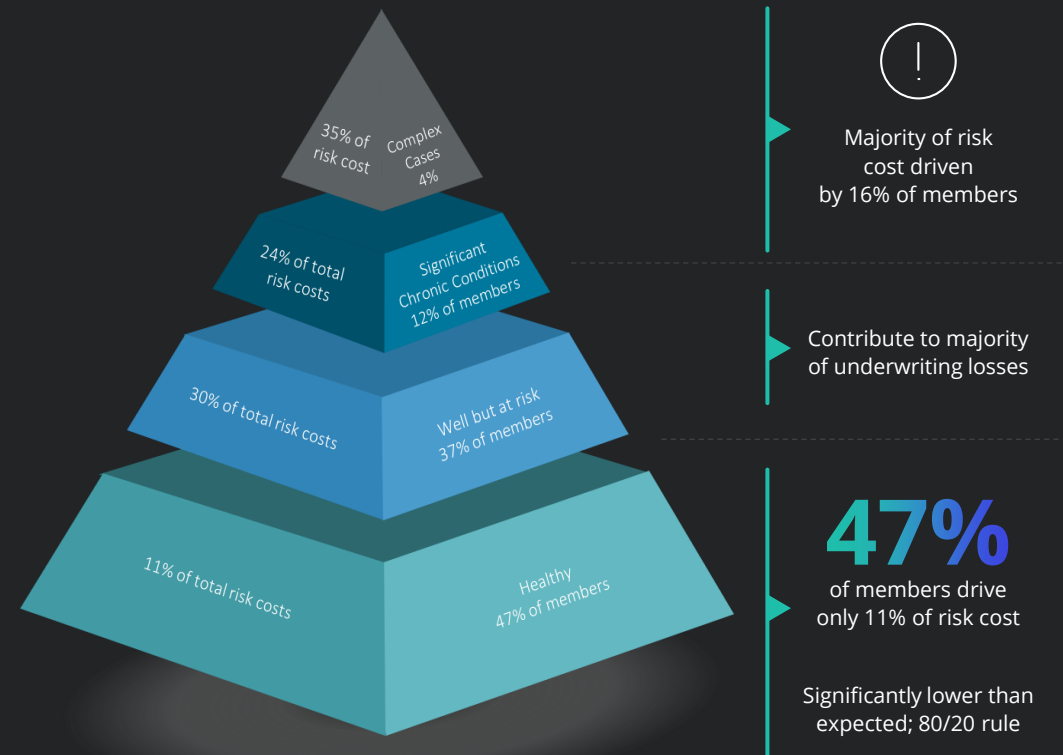 35% of
risk cost
Complex
Cases
4%
24% of total
risk costs
Significant
Chronic Conditions
12% of members
30% of total risk costs
Well but at risk
37% of members
11% of total risk costs
Healthy
47% of members
!
Majority of risk
cost driven
by 16% of members
Contribute to majority
of underwriting losses
47%
of members drive
only 11% of risk cost
Significantly lower than
expected; 80/20 rule